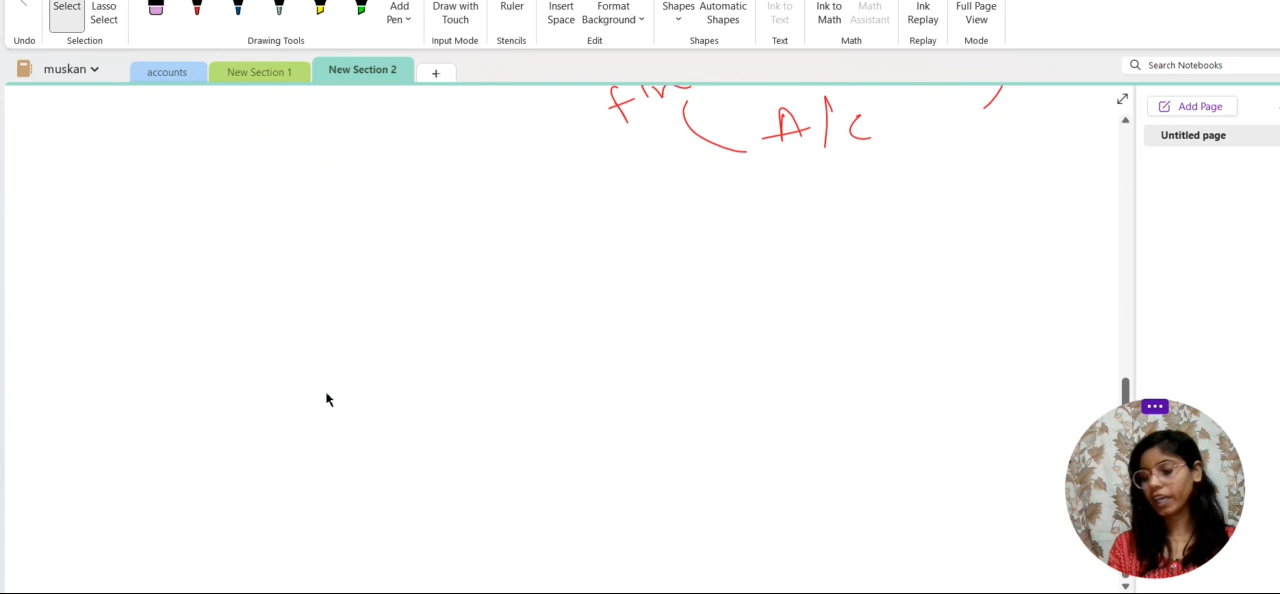 Select
Lasso Select
Add Pen
Draw with Touch
Ruler
Insert Space
Format Background
Shapes
Automatic Shapes
Ink to Text
Ink to Math
Math Assistant
Ink Replay
Full Page View
Undo
Selection
Drawing Tools
Input Mode
Stencils
Edit
Shapes
Text
Math
Replay
Mode
muskan
accounts
New Section 1
New Section 2
+
Search Notebooks
Add Page
Untitled page
A/c